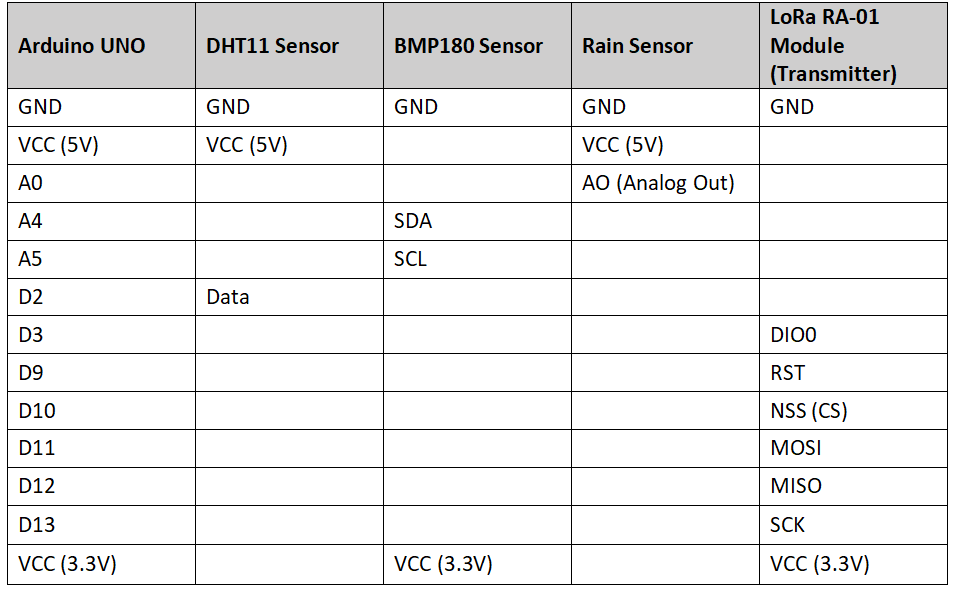 Arduino UNO DHT11 Sensor BMP180 Sensor Rain Sensor LoRa RA-01 Module (Transmitter)
GND GND GND GND GND
VCC (5V) VCC (5V) VCC (5V)
A0 AO (Analog Out)
A4 SDA
A5 SCL
D2 Data
D3 DIO0
D9 RST
D10 NSS (CS)
D11 MOSI
D12 MISO
D13 SCK
VCC (3.3V) VCC (3.3V) VCC (3.3V)